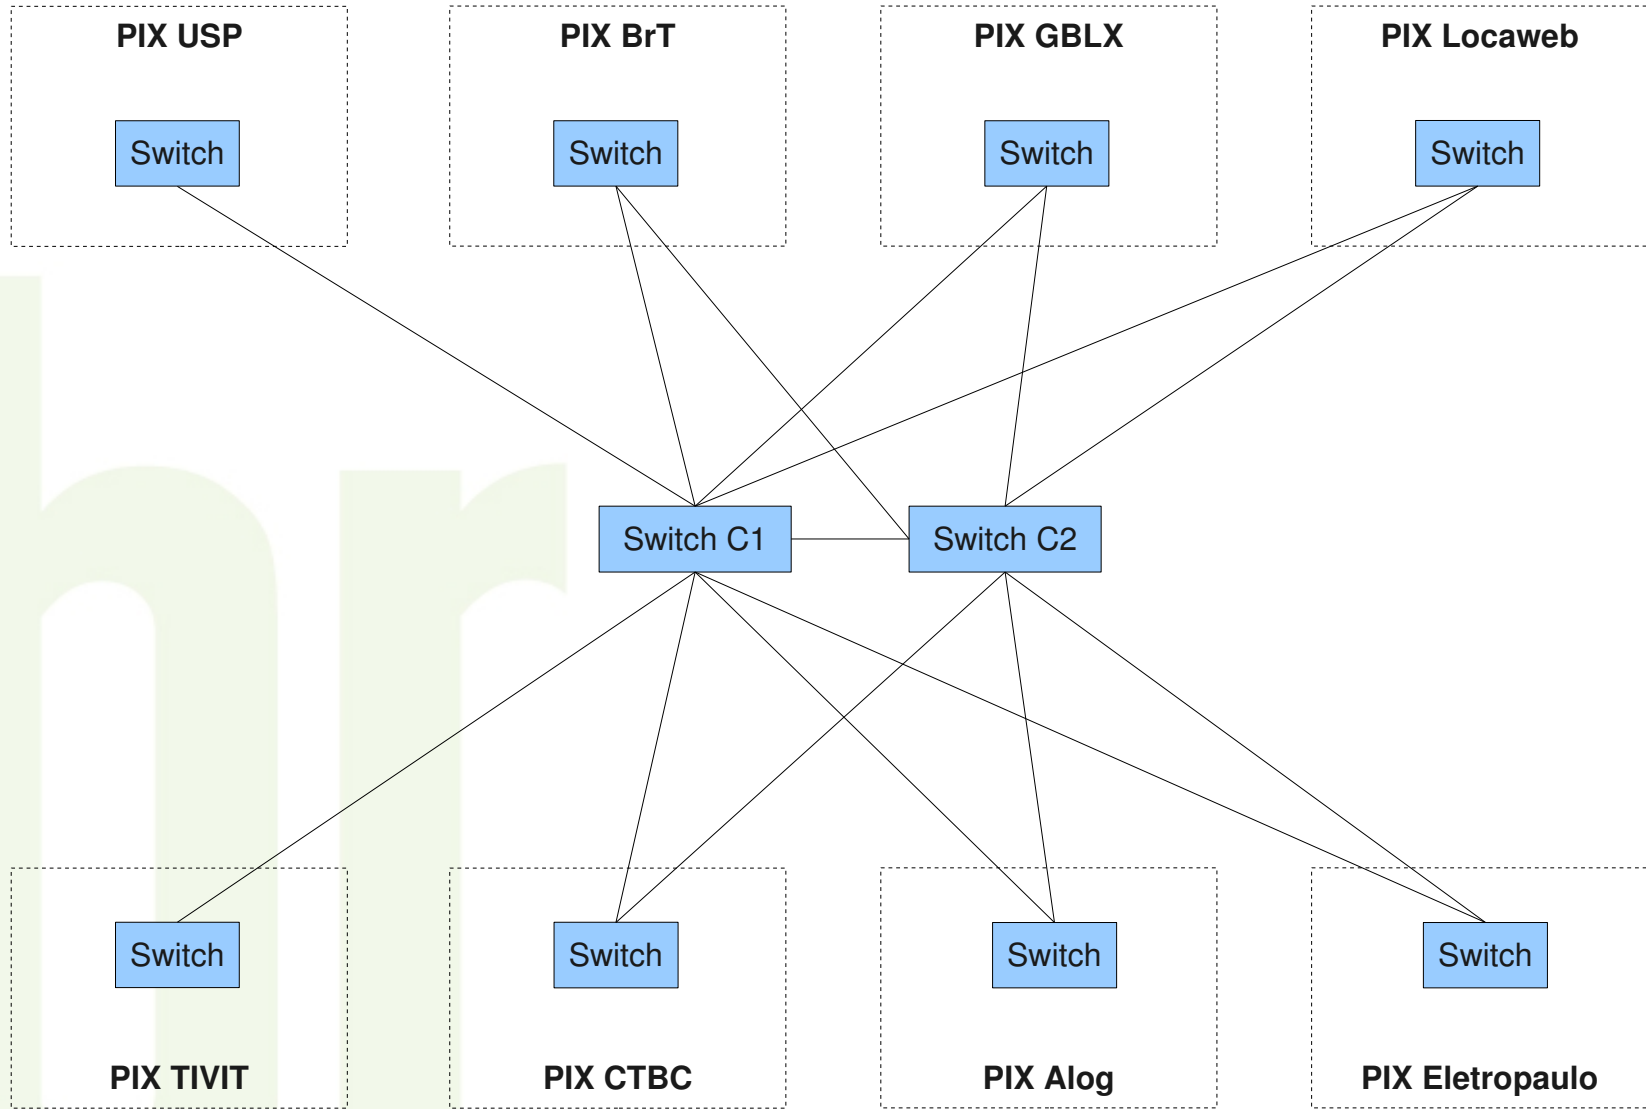 PIX USP
PIX BrT
PIX GBLX
PIX Locaweb
Switch
Switch
Switch
Switch
Switch C1
Switch C2
Switch
Switch
Switch
Switch
PIX TIVIT
PIX CTBC
PIX Alog
PIX Eletropaulo